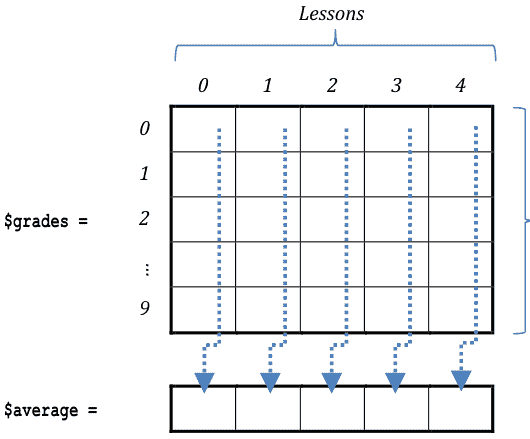 Lessons
0 1 2 3 4
0
1
$grades = 2
...
9
$average =